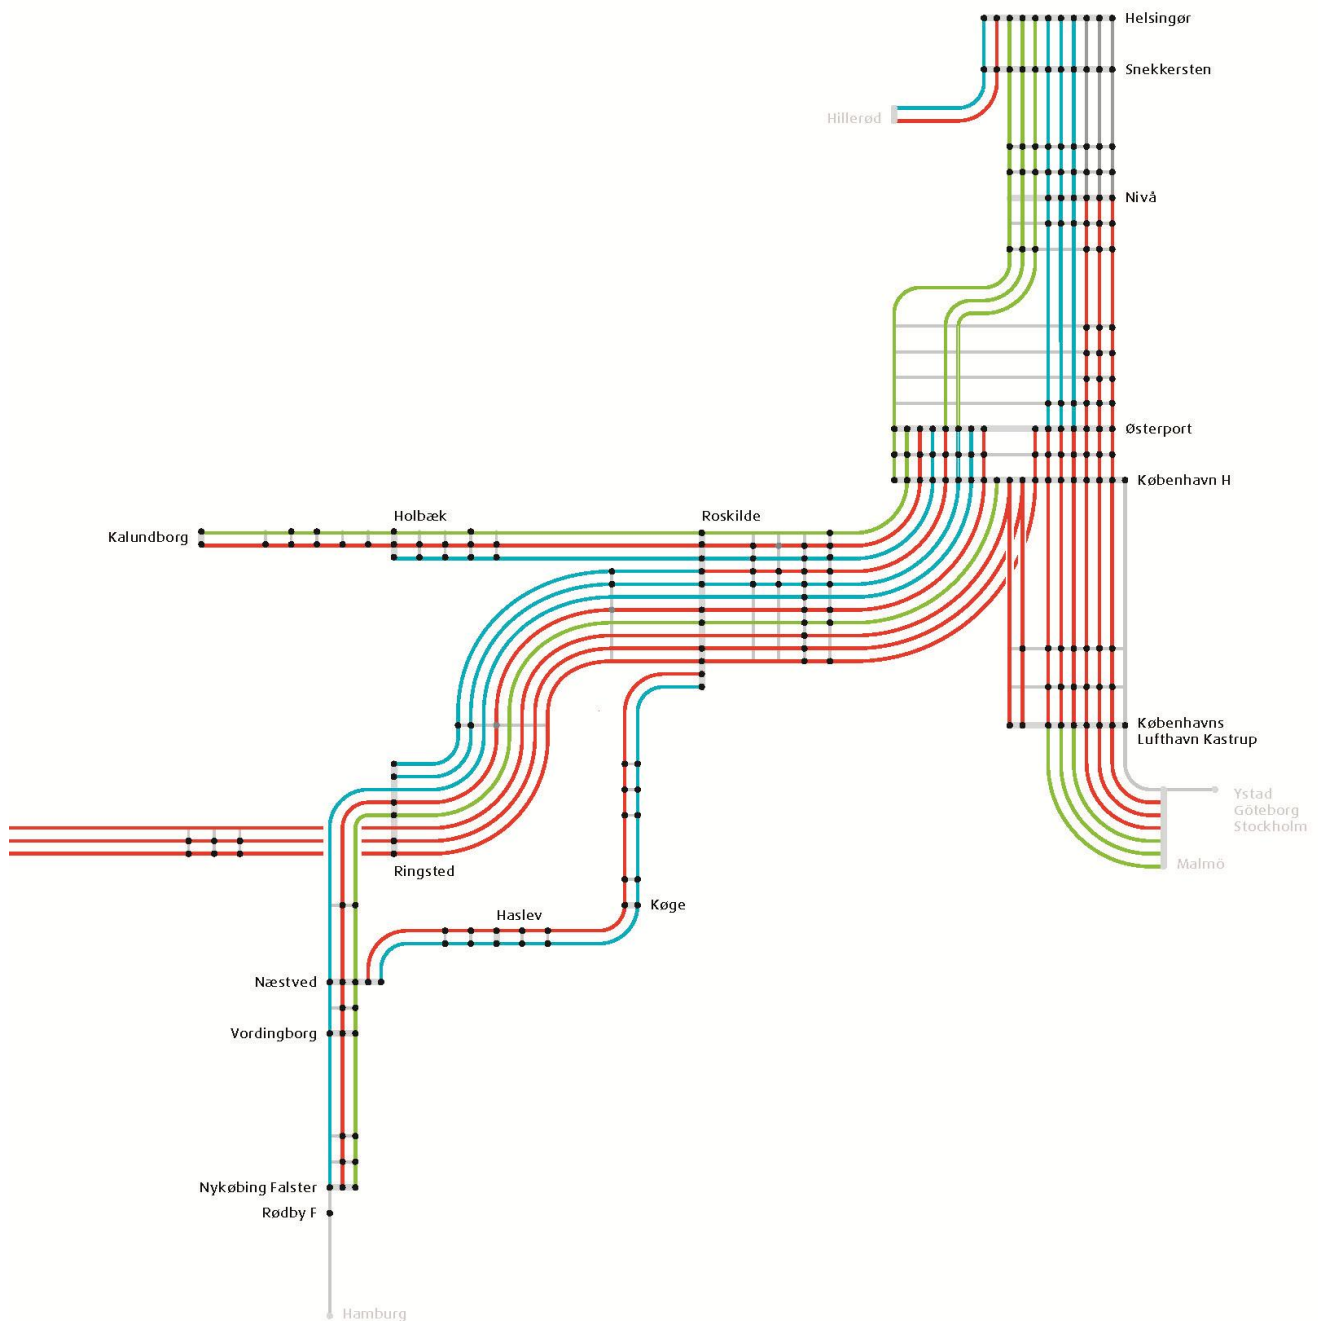 Helsingør
Snekkersten
Hillerød
Nivå
Østerport
København H
Holbæk
Roskilde
Kalundborg
Københavns
Lufthavn Kastrup
Ystad
Göteborg
Stockholm
Malmö
Ringsted
Køge
Haslev
Næstved
Vordingborg
Nykøbing Falster
Rødby F
Hamburg